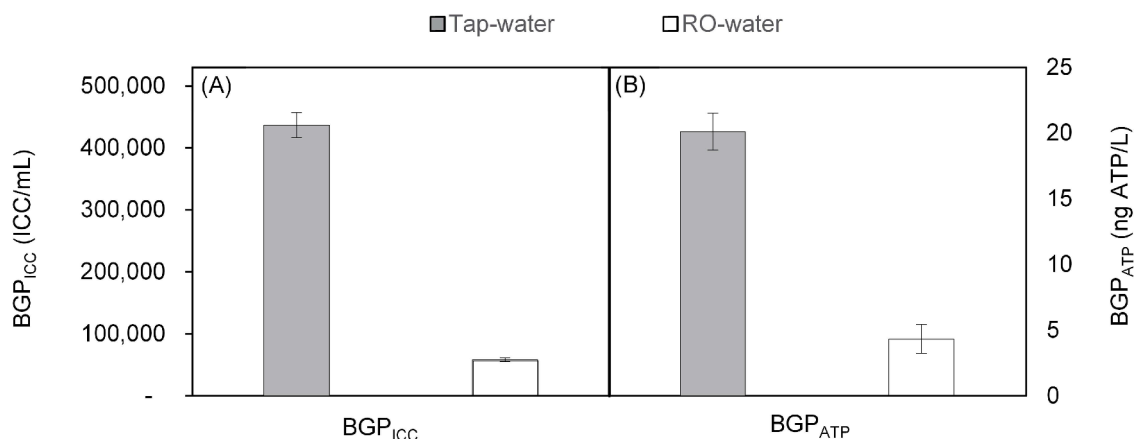 Tap-water RO-water
(A) (B)
BGPICC (ICC/mL)
500,000
400,000
300,000
200,000
100,000
-
25
20
15
10
5
0
BGPATP (ng ATP/L)
BGPICC BGPATP